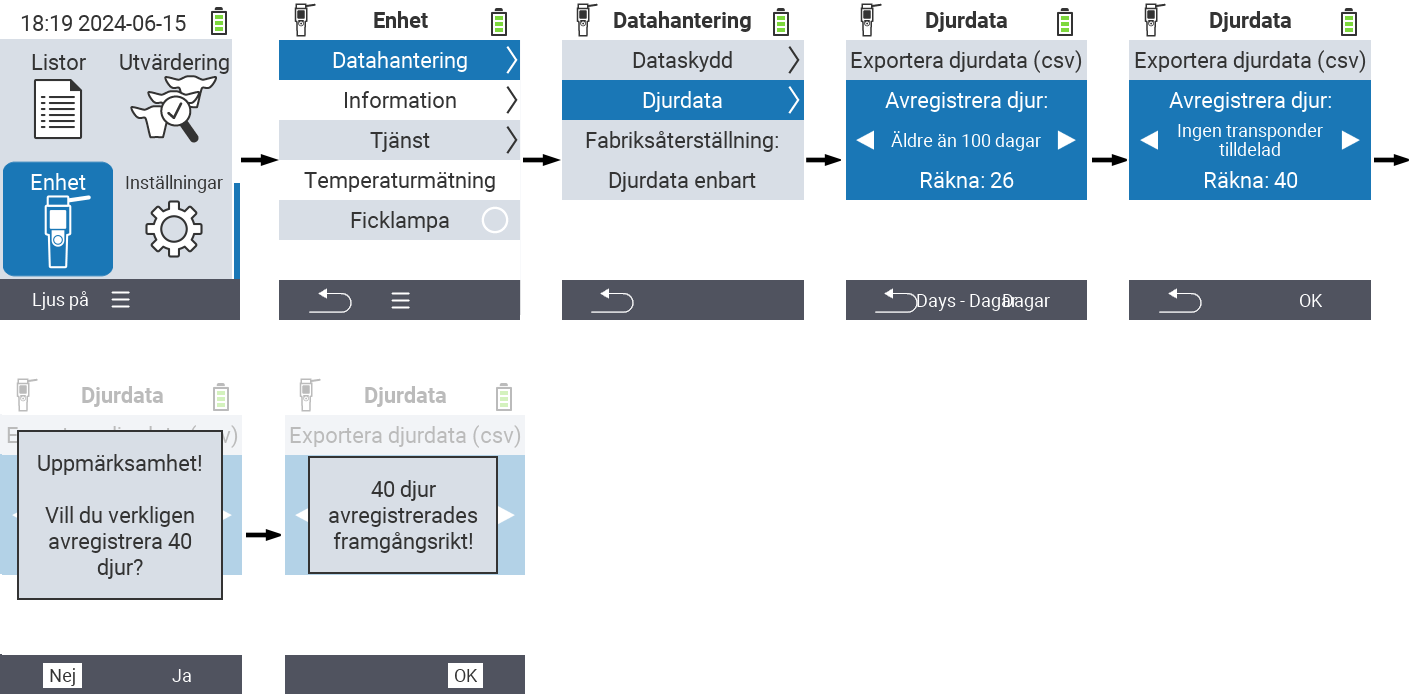 18:19 2024-06-15
Listor
Utvärdering
Enhet
Inställningar
Ljus på
Enhet
Datahantering
Information
Tjänst
Temperaturmätning
Ficklampa
Datahantering
Dataskydd
Djurdata
Fabriksåterställning:
Djurdata enbart
Djurdata
Exportera djurdata (csv)
Avregistrera djur:
Äldre än 100 dagar
Räkna: 26
Days - Dagar
Dagar
Djurdata
Exportera djurdata (csv)
Avregistrera djur:
Ingen transponder
tilldelad
Räkna: 40
OK
Djurdata
Uppmärksamhet!
Vill du verkligen
avregistrera 40
djur?
Nej
Ja
Djurdata
Exportera djurdata (csv)
40 djur
avregistrerades
framgångsrikt!
OK